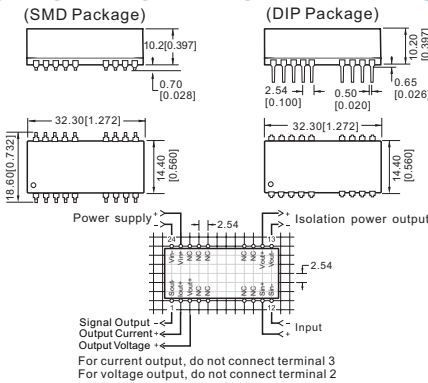 (SMD Package)
(DIP Package)
10.2[0.397]
0.70
[0.028]
10.20
[0.397]
2.54
[0.100]
0.50
[0.020]
0.65
[0.026]
32.30[1.272]
18.60[0.732]
14.40
[0.560]
32.30[1.272]
14.40
[0.560]
Power supply + -
2.54
+ - Isolation power output
24 13
Vin- Vin+ NC NC NC NC NC Vout+ Vout-
2.54
Sout- Iout+ Vout+ NC NC NC NC Sin+ Sin-
1 12
Signal Output -
Output Current +
Output Voltage +
- + Input
For current output, do not connect terminal 3
For voltage output, do not connect terminal 2